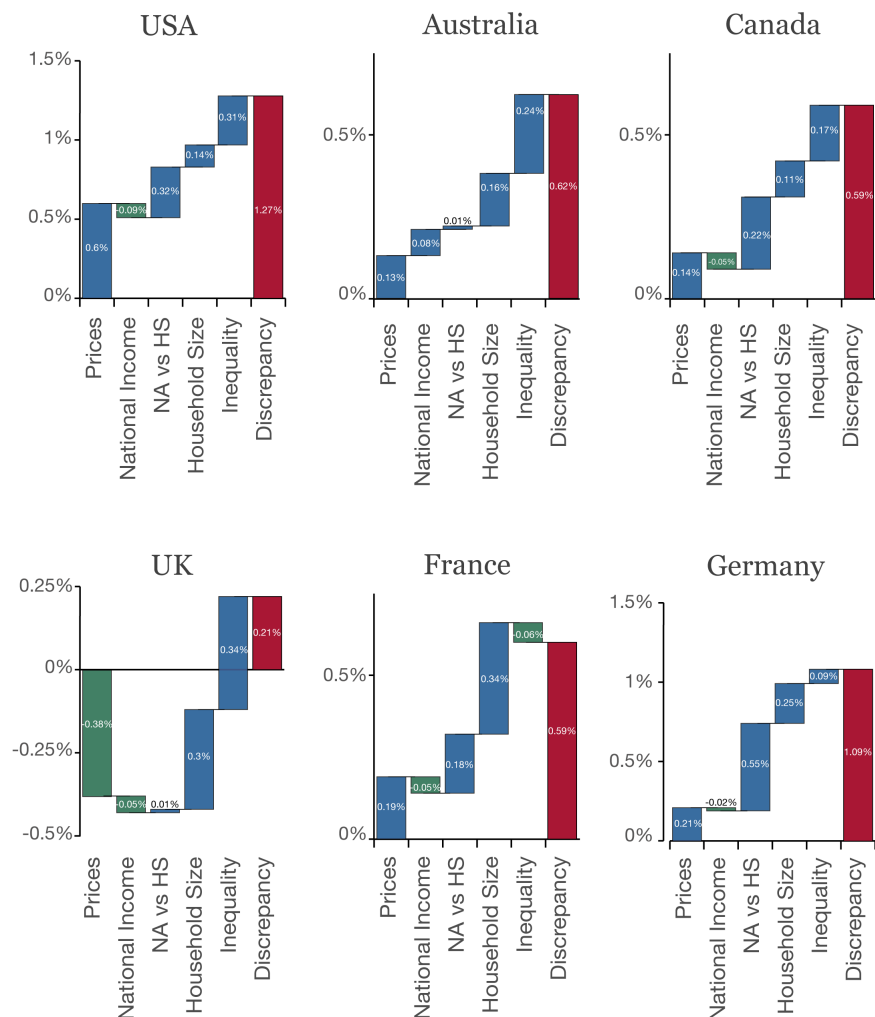 USA
1.5%
1%
0.5%
0%
0.6%
-0.09%
0.32%
0.14%
0.31%
1.27%
Prices
National Income
NA vs HS
Household Size
Inequality
Discrepancy
Australia
0.5%
0%
0.13%
0.08%
0.01%
0.16%
0.24%
0.62%
Prices
National Income
NA vs HS
Household Size
Inequality
Discrepancy
Canada
0.5%
0%
0.14%
-0.05%
0.22%
0.11%
0.17%
0.59%
Prices
National Income
NA vs HS
Household Size
Inequality
Discrepancy
UK
0.25%
0%
-0.25%
-0.5%
-0.38%
-0.05%
0.01%
0.3%
0.34%
0.21%
Prices
National Income
NA vs HS
Household Size
Inequality
Discrepancy
France
0.5%
0%
0.19%
-0.05%
0.18%
0.34%
-0.06%
0.59%
Prices
National Income
NA vs HS
Household Size
Inequality
Discrepancy
Germany
1.5%
1%
0.5%
0%
0.21%
-0.02%
0.55%
0.25%
0.09%
1.09%
Prices
National Income
NA vs HS
Household Size
Inequality
Discrepancy